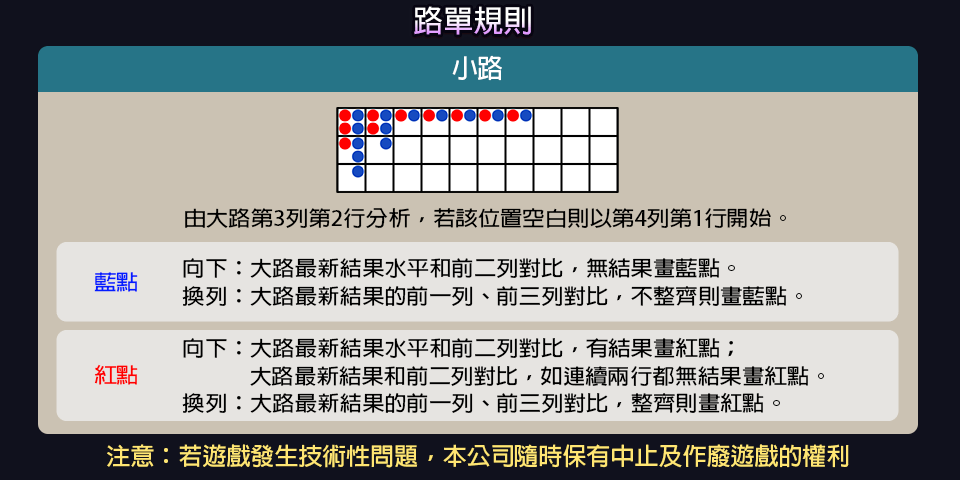 路單規則
小路
由大路第3列第2行分析，若該位置空白則以第4列第1行開始。
藍點
向下：大路最新結果水平和前二列對比，無結果畫藍點。
換列：大路最新結果的前一列、前三列對比，不整齊則畫藍點。
紅點
向下：大路最新結果水平和前二列對比，有結果畫紅點；
大路最新結果和前二列對比，如連續兩行都無結果畫紅點。
換列：大路最新結果的前一列、前三列對比，整齊則畫紅點。
注意：若遊戲發生技術性問題，本公司隨時保有中止及作廢遊戲的權利